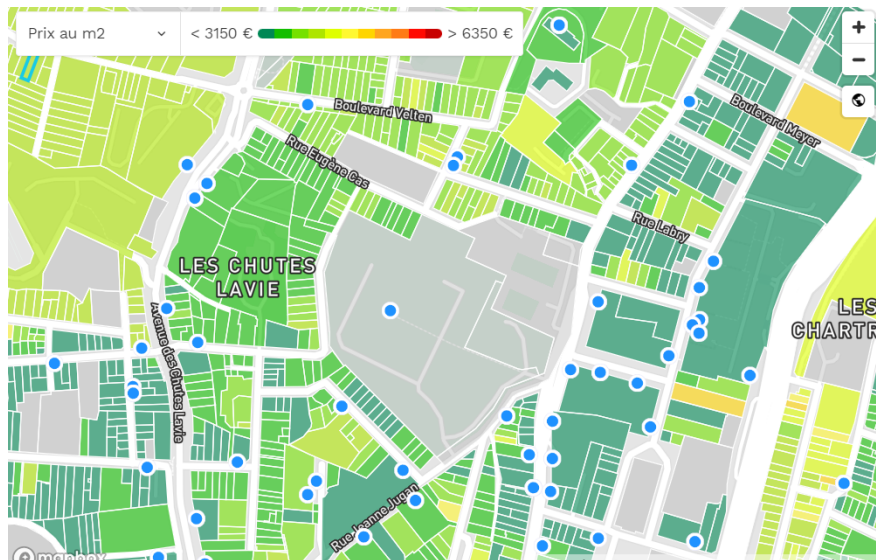 Prix au m2
< 3150 €
> 6350 €
+
−
Boulevard Velten
Boulevard Meyer
Rue Eugène Cas
Rue Labry
LES CHUTES
LAVIE
LES
CHARTR
Avenue des Chutes Lavie
Rue Jeanne Jugan
mapbox